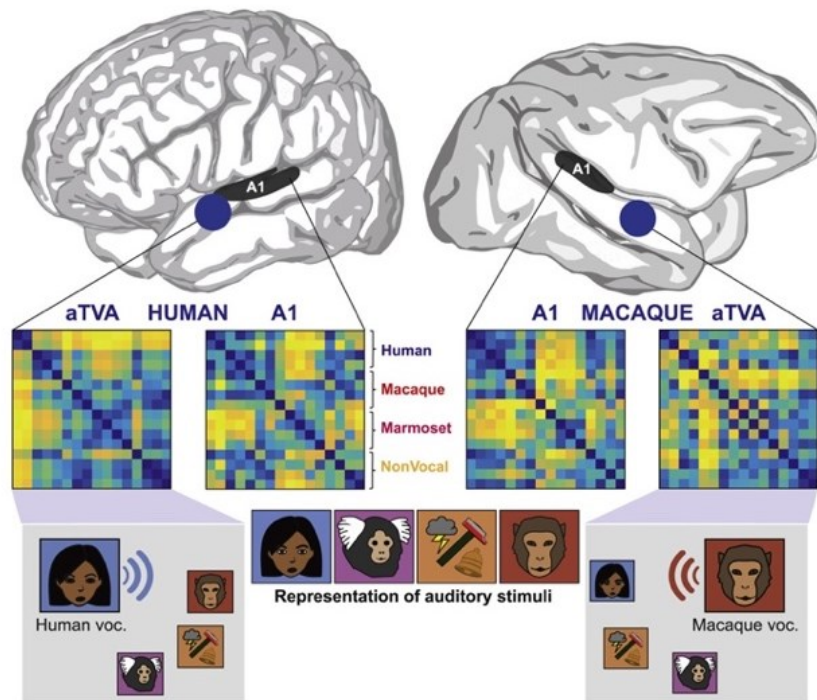 A1
A1
aTVA HUMAN A1
A1 MACAQUE aTVA
Human
Macaque
Marmoset
NonVocal
Representation of auditory stimuli
Human voc.
Macaque voc.